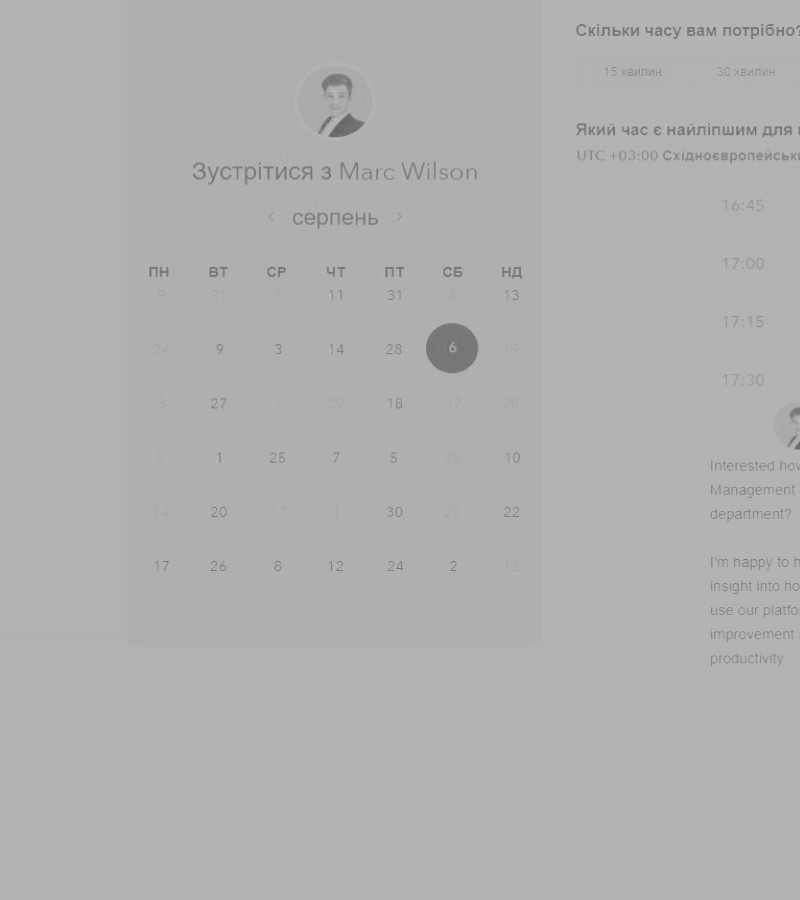 Зустрітися з Marc Wilson
‹ серпень ›
ПН ВТ СР ЧТ ПТ СБ НД
9 21 1 11 31 4 13
24 9 3 14 28 6 19
3 27 1 29 18 17 28
5 1 25 7 5 23 10
14 20 17 1 30 27 22
17 26 8 12 24 2 13
Скільки часу вам потрібно?
15 хвилин 30 хвилин
Який час є найліпшим для
UTC +03:00 Східноєвропейськ
16:45
17:00
17:15
17:30
Interested how
Management
department?
I'm happy to h
insight into ho
use our platfo
improvement
productivity.